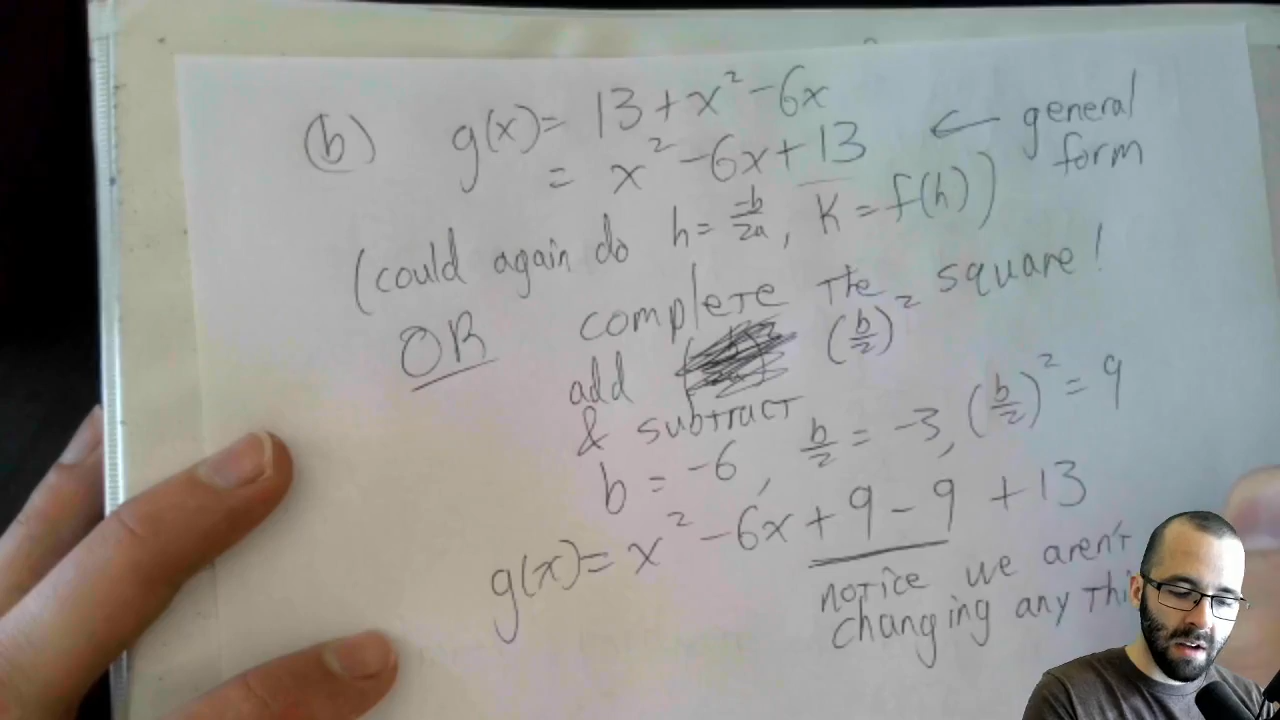 (b) g(x) = 13 + x² - 6x
= x² - 6x + 13 ← general form
(could again do h = -b/2a, K = f(h))
OR complete the square!
add (b/2)²
& subtract
b = -6, b/2 = -3, (b/2)² = 9
g(x) = x² - 6x + 9 - 9 + 13
notice we aren't
changing any